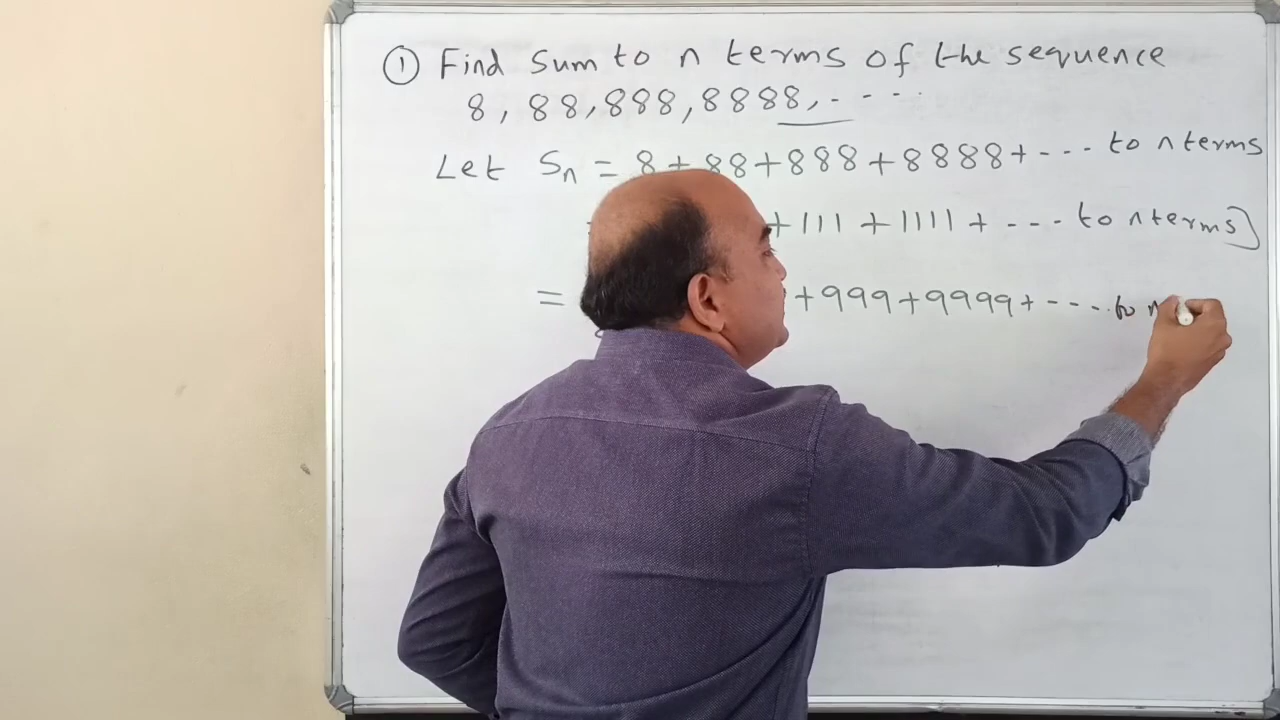 ① Find Sum to n terms of the sequence
8, 88, 888, 8888, - - - -
Let Sn = 8 + 88 + 888 + 8888 + - - - to n terms
+ 111 + 1111 + - - - to n terms]
= + 999 + 9999 + - - - - to n